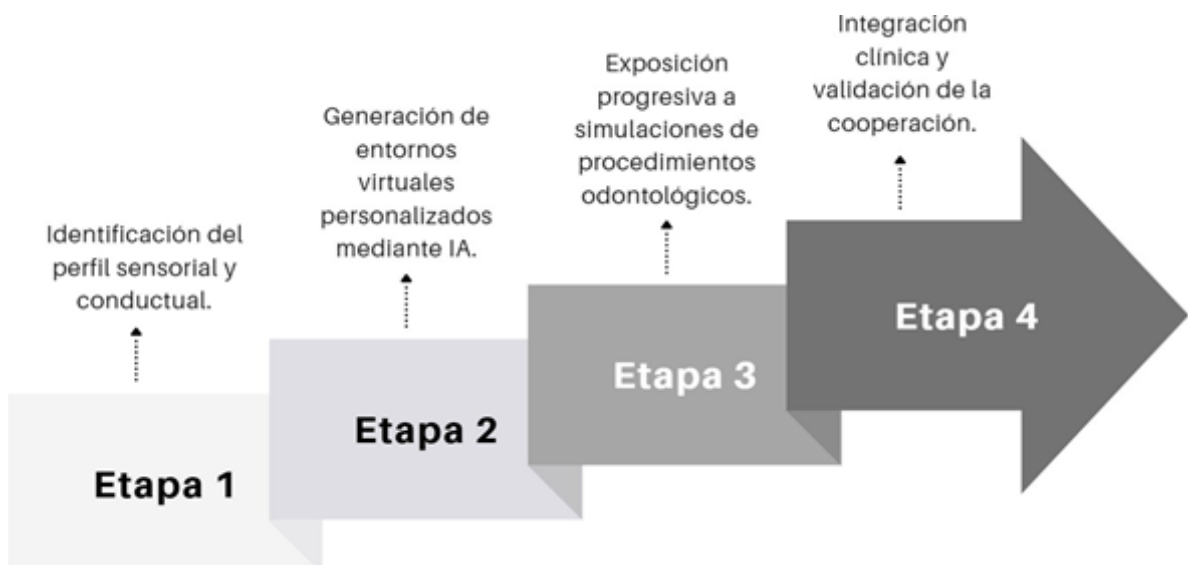 Identificación del
perfil sensorial y
conductual.
Etapa 1
Generación de
entornos
virtuales
personalizados
mediante IA.
Etapa 2
Exposición
progresiva a
simulaciones de
procedimientos
odontológicos.
Etapa 3
Integración
clínica y
validación de la
cooperación.
Etapa 4